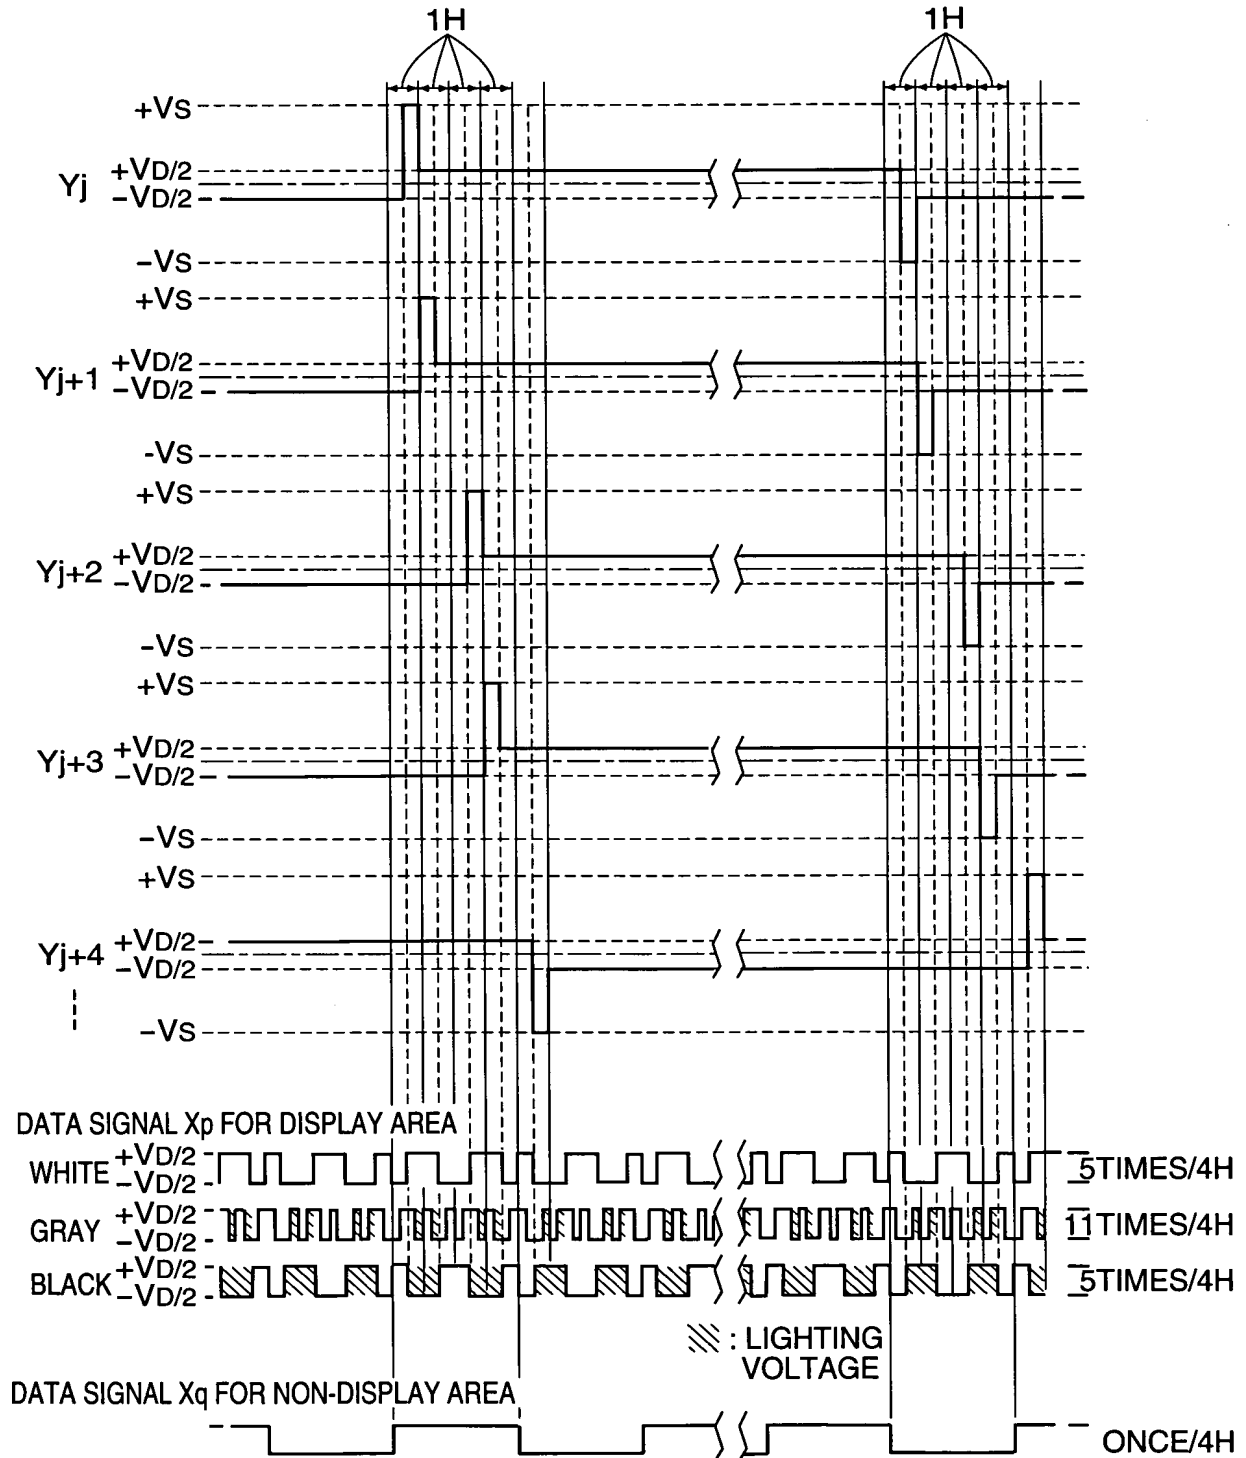 1H 1H
+VS
Yj +VD/2
−VD/2
−VS
+VS
Yj+1 +VD/2
−VD/2
-VS
+VS
Yj+2 +VD/2
−VD/2
−VS
+VS
Yj+3 +VD/2
−VD/2
−VS
+VS
Yj+4 +VD/2
−VD/2
−VS
DATA SIGNAL Xp FOR DISPLAY AREA
WHITE +VD/2 −VD/2 5TIMES/4H
GRAY +VD/2 −VD/2 11TIMES/4H
BLACK +VD/2 −VD/2 5TIMES/4H
: LIGHTING
VOLTAGE
DATA SIGNAL Xq FOR NON-DISPLAY AREA
ONCE/4H